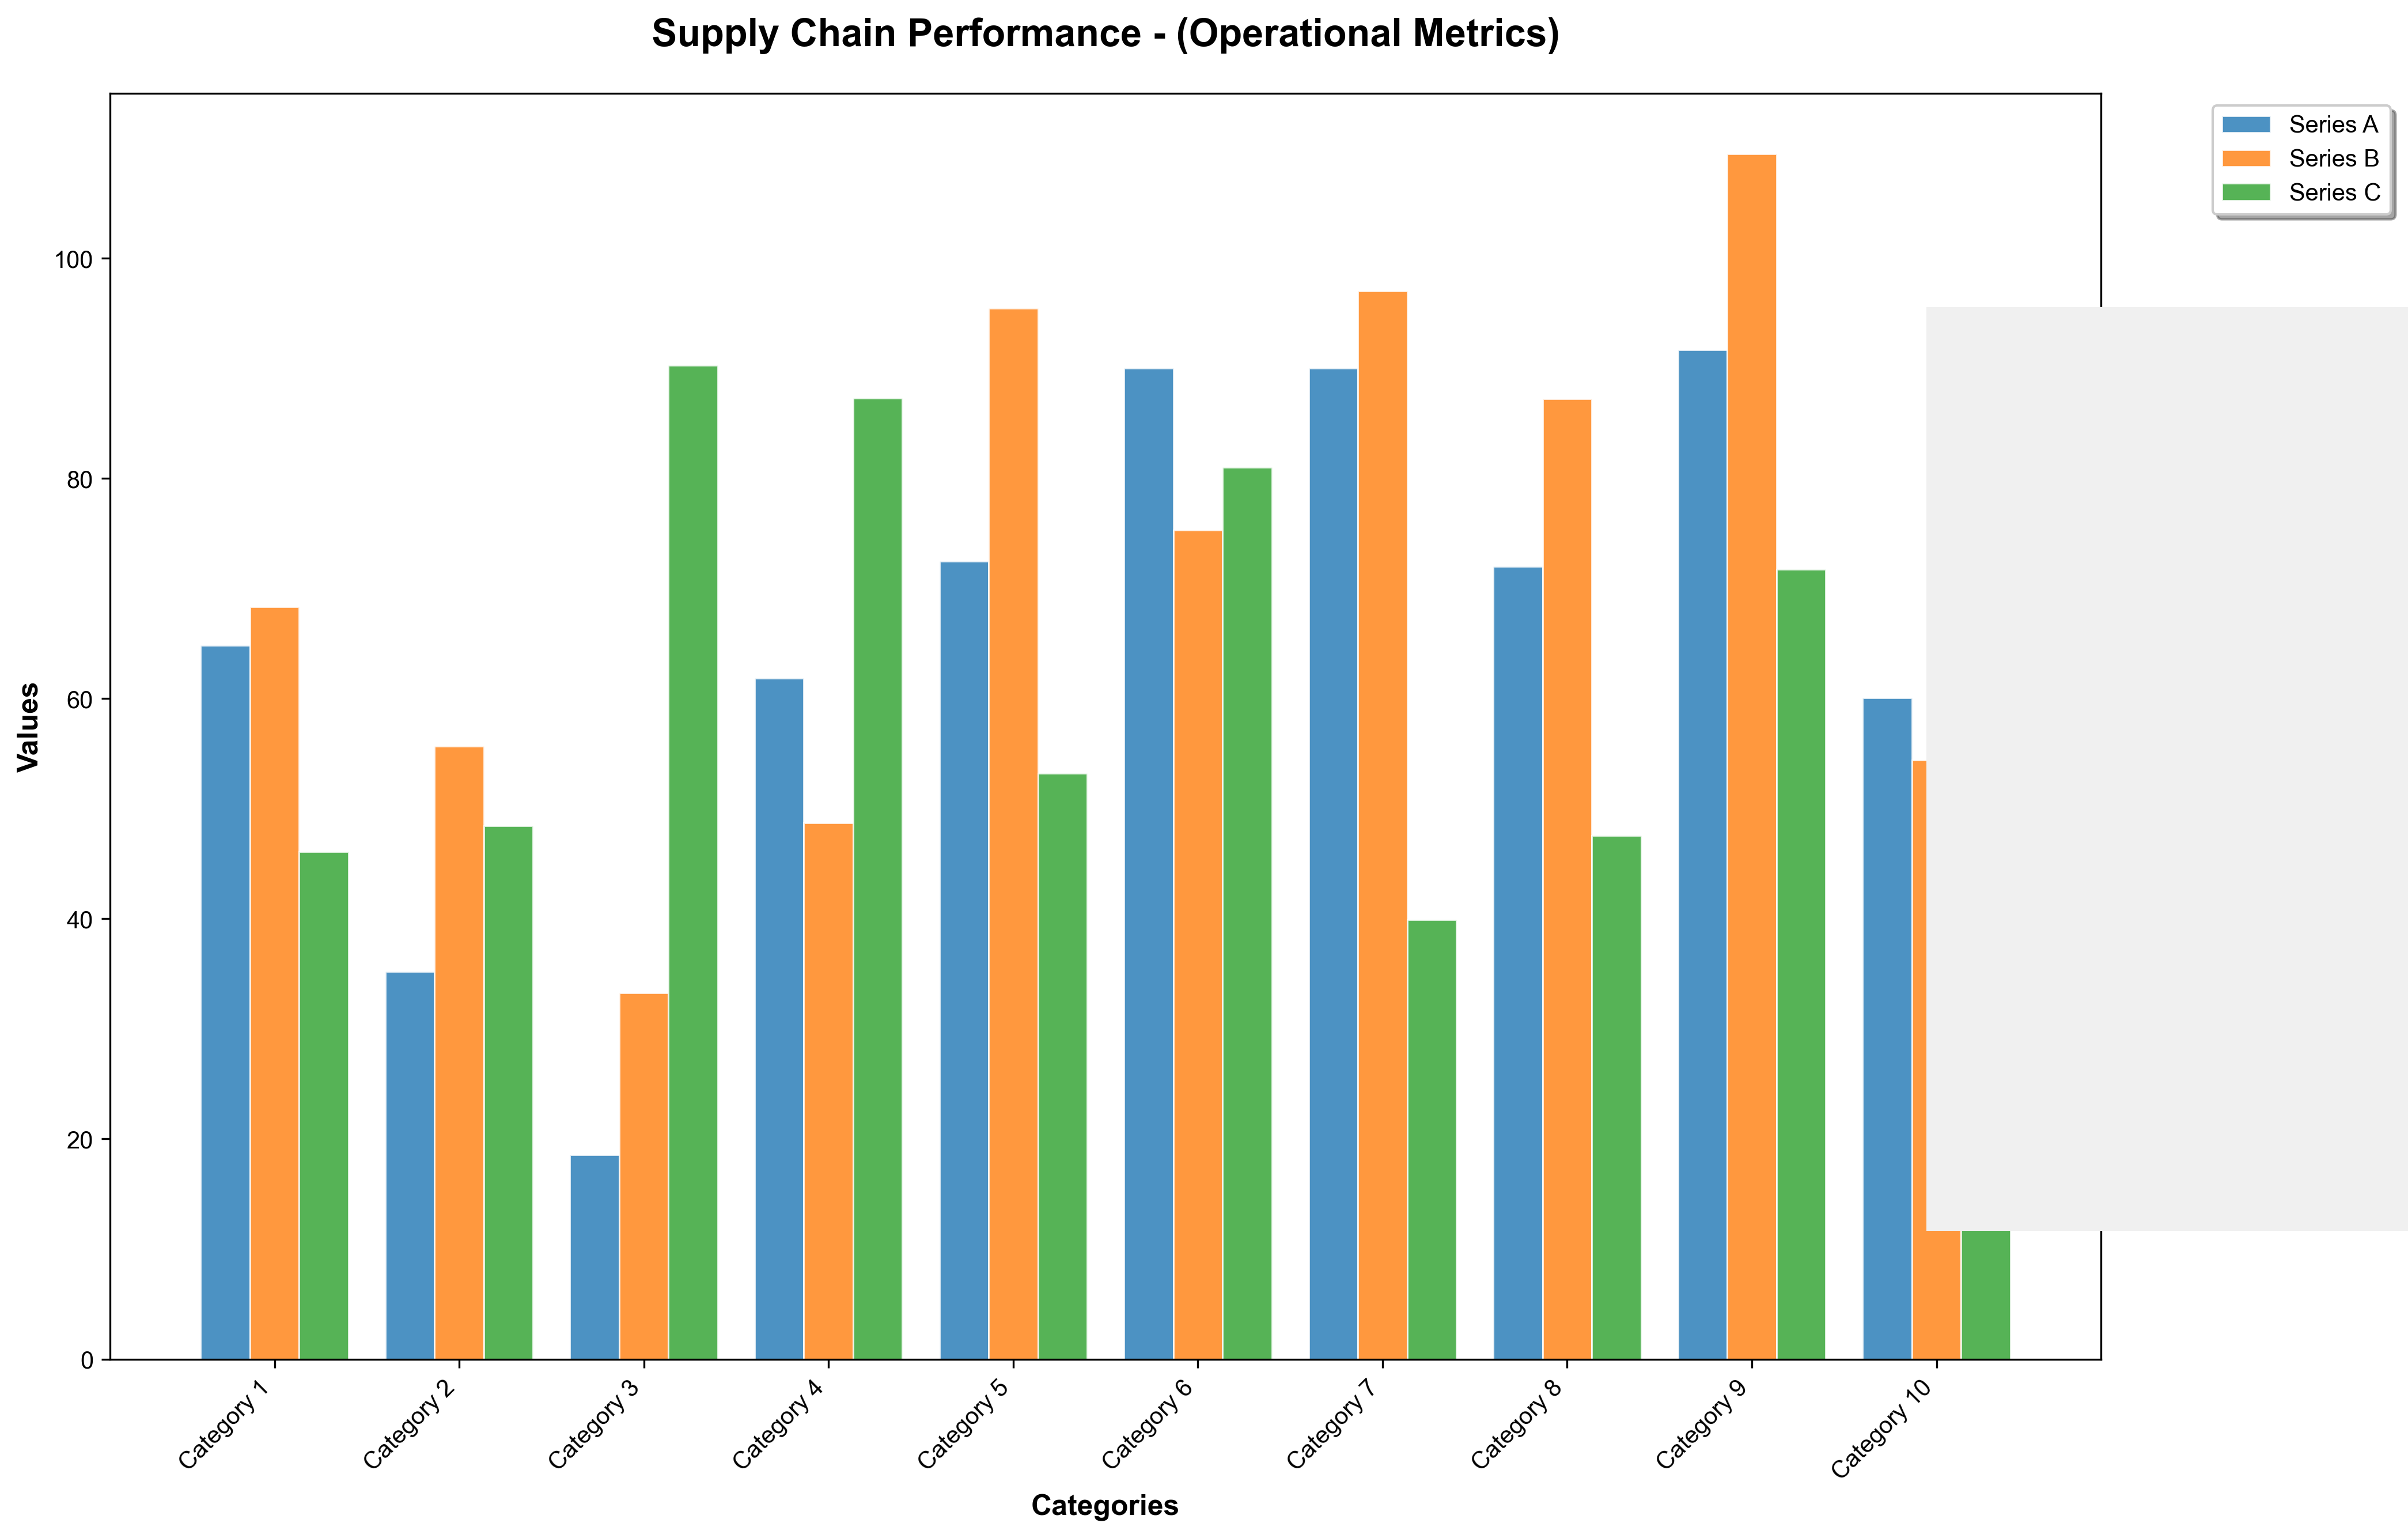 Supply Chain Performance - (Operational Metrics)
Series A
Series B
Series C
Values
100
80
60
40
20
0
Category 1
Category 2
Category 3
Category 4
Category 5
Category 6
Category 7
Category 8
Category 9
Category 10
Categories